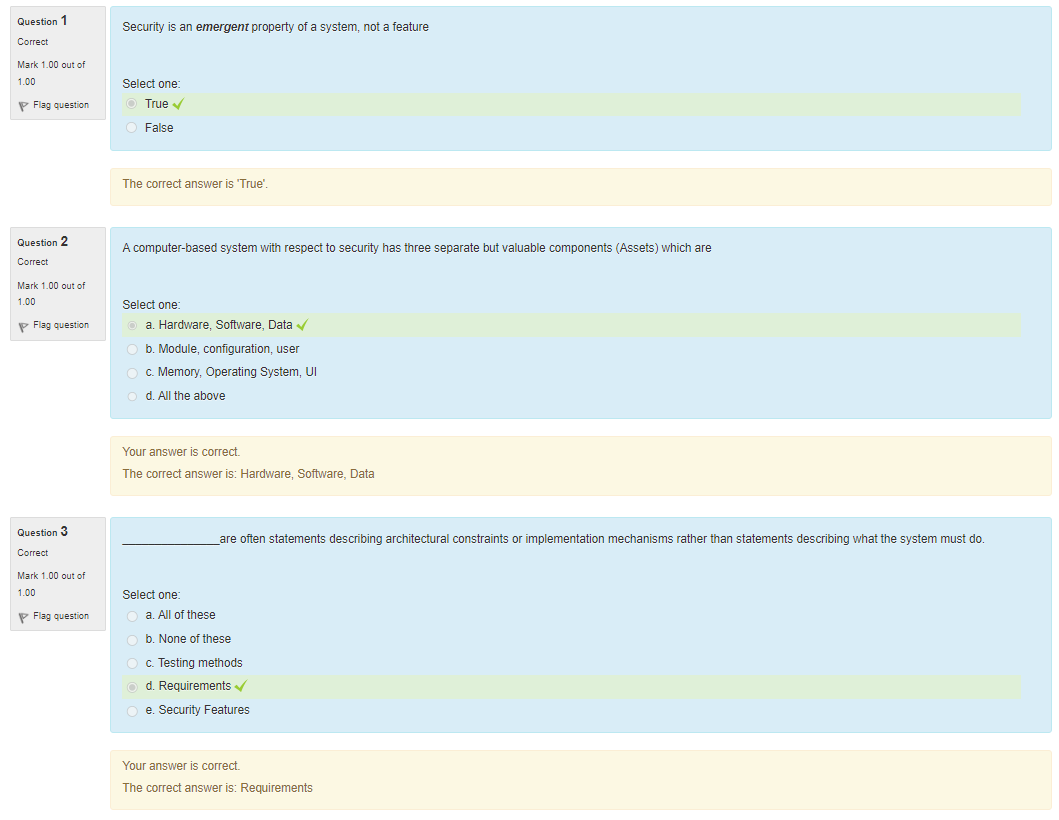 Question 1
Correct
Mark 1.00 out of
1.00
Flag question
Security is an emergent property of a system, not a feature
Select one:
True
False
The correct answer is 'True'.
Question 2
Correct
Mark 1.00 out of
1.00
Flag question
A computer-based system with respect to security has three separate but valuable components (Assets) which are
Select one:
a. Hardware, Software, Data
b. Module, configuration, user
c. Memory, Operating System, UI
d. All the above
Your answer is correct.
The correct answer is: Hardware, Software, Data
Question 3
Correct
Mark 1.00 out of
1.00
Flag question
_______________are often statements describing architectural constraints or implementation mechanisms rather than statements describing what the system must do.
Select one:
a. All of these
b. None of these
c. Testing methods
d. Requirements
e. Security Features
Your answer is correct.
The correct answer is: Requirements